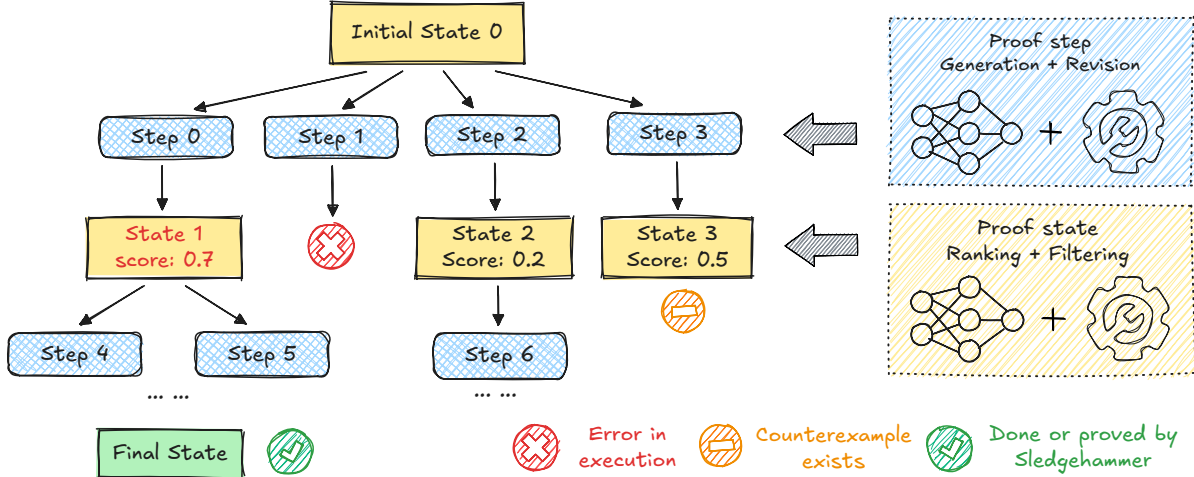 Initial State 0
Proof step
Generation + Revision
Step 0
Step 1
Step 2
Step 3
State 1
score: 0.7
State 2
Score: 0.2
State 3
Score: 0.5
Proof state
Ranking + Filtering
Step 4
Step 5
Step 6
... ...
... ...
Final State
Error in
execution
Counterexample
exists
Done or proved by
Sledgehammer